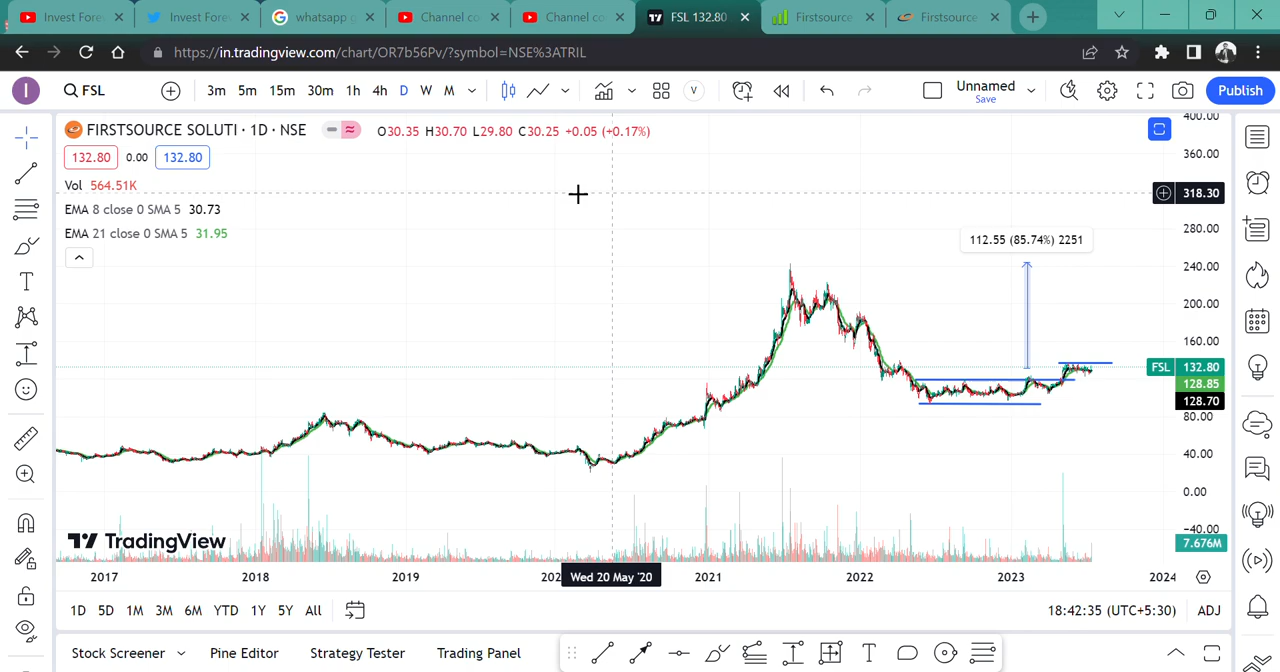 Invest Fore
Invest Fore
whatsapp g
Channel co
Channel co
FSL 132.80
Firstsource
Firstsource
https://in.tradingview.com/chart/OR7b56Pv/?symbol=NSE%3ATRIL
I
FSL
3m 5m 15m 30m 1h 4h D W M
V
Unnamed
Save
Publish
FIRSTSOURCE SOLUTI · 1D · NSE
O30.35 H30.70 L29.80 C30.25 +0.05 (+0.17%)
132.80 0.00 132.80
Vol 564.51K
EMA 8 close 0 SMA 5 30.73
EMA 21 close 0 SMA 5 31.95
112.55 (85.74%) 2251
400.00
360.00
318.30
280.00
240.00
200.00
160.00
FSL 132.80
128.85
128.70
80.00
40.00
0.00
−40.00
7.676M
TradingView
2017 2018 2019 202 Wed 20 May '20 2021 2022 2023 2024
1D 5D 1M 3M 6M YTD 1Y 5Y All
18:42:35 (UTC+5:30) ADJ
Stock Screener Pine Editor Strategy Tester Trading Panel
T